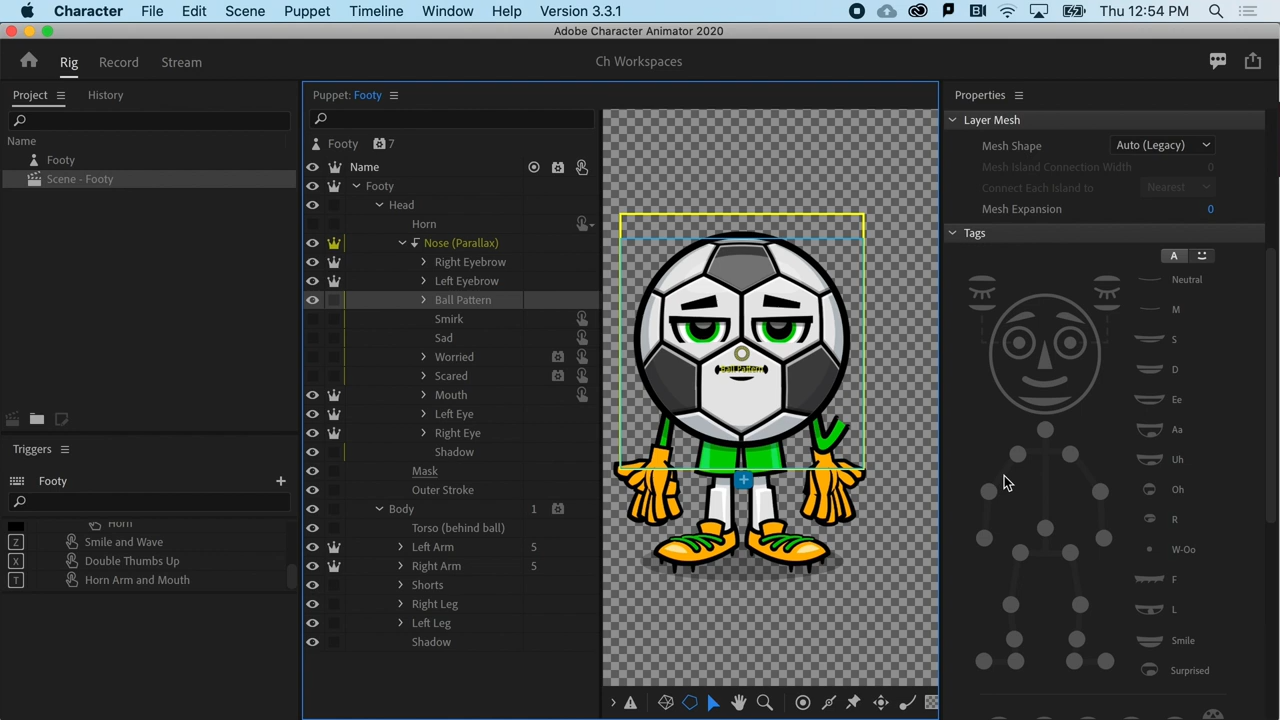 Character File Edit Scene Puppet Timeline Window Help Version 3.3.1 Thu 12:54 PM
Adobe Character Animator 2020
Rig Record Stream Ch Workspaces
Project History
Name
Footy
Scene - Footy
Triggers
Footy
Horn
Z Smile and Wave
X Double Thumbs Up
T Horn Arm and Mouth
Puppet: Footy
Footy 7
Name
Footy
Head
Horn
Nose (Parallax)
Right Eyebrow
Left Eyebrow
Ball Pattern
Smirk
Sad
Worried
Scared
Mouth
Left Eye
Right Eye
Shadow
Mask
Outer Stroke
Body 1
Torso (behind ball)
Left Arm 5
Right Arm 5
Shorts
Right Leg
Left Leg
Shadow
Ball Pattern
Properties
Layer Mesh
Mesh Shape Auto (Legacy)
Mesh Island Connection Width 0
Connect Each Island to Nearest
Mesh Expansion 0
Tags
A
Neutral
M
S
D
Ee
Aa
Uh
Oh
R
W-Oo
F
L
Smile
Surprised